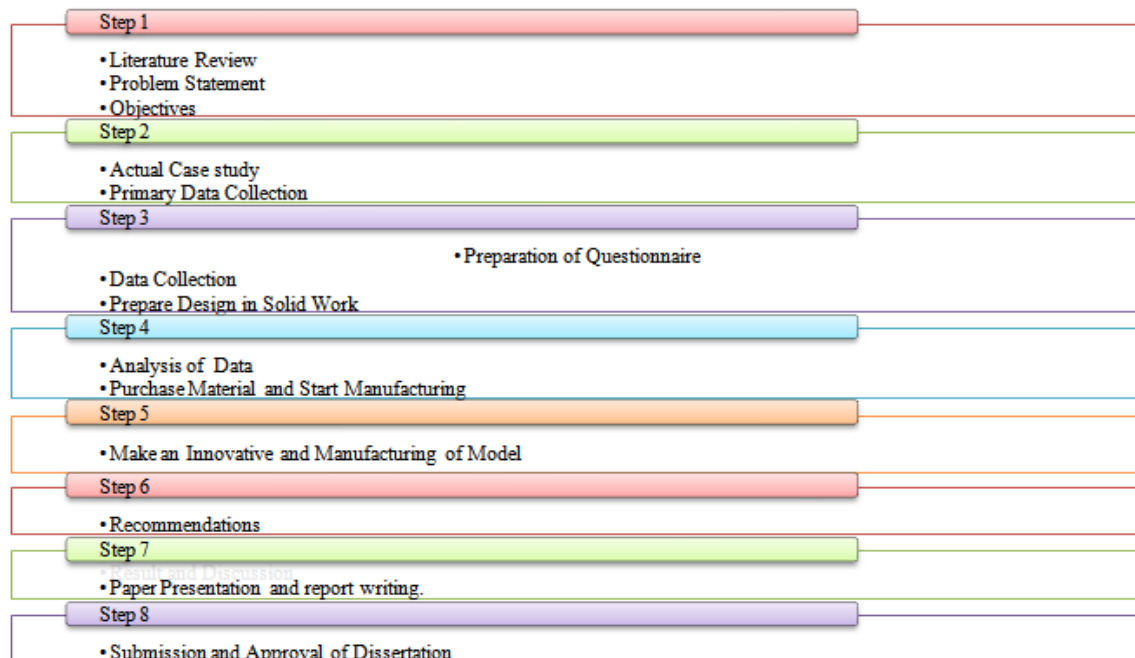 Step 1
• Literature Review
• Problem Statement
• Objectives
Step 2
• Actual Case study
• Primary Data Collection
Step 3
• Preparation of Questionnaire
• Data Collection
• Prepare Design in Solid Work
Step 4
• Analysis of Data
• Purchase Material and Start Manufacturing
Step 5
• Make an Innovative and Manufacturing of Model
Step 6
• Recommendations
Step 7
• Result and Discussion
• Paper Presentation and report writing.
Step 8
• Submission and Approval of Dissertation